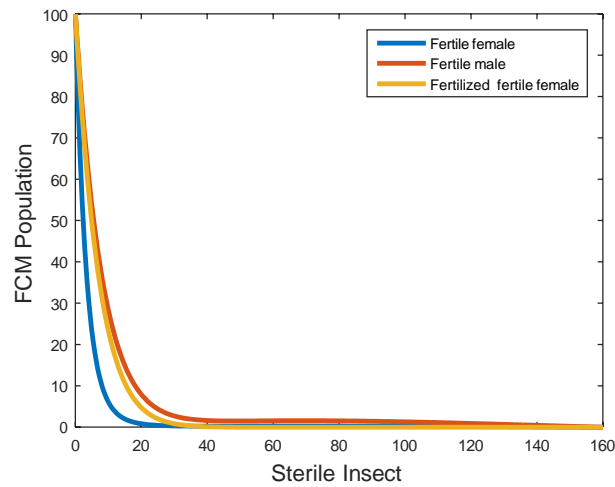 100
90
80
70
60
50
40
30
20
10
0
FCM Population
Fertile female
Fertile male
Fertilized fertile female
0 20 40 60 80 100 120 140 160
Sterile Insect